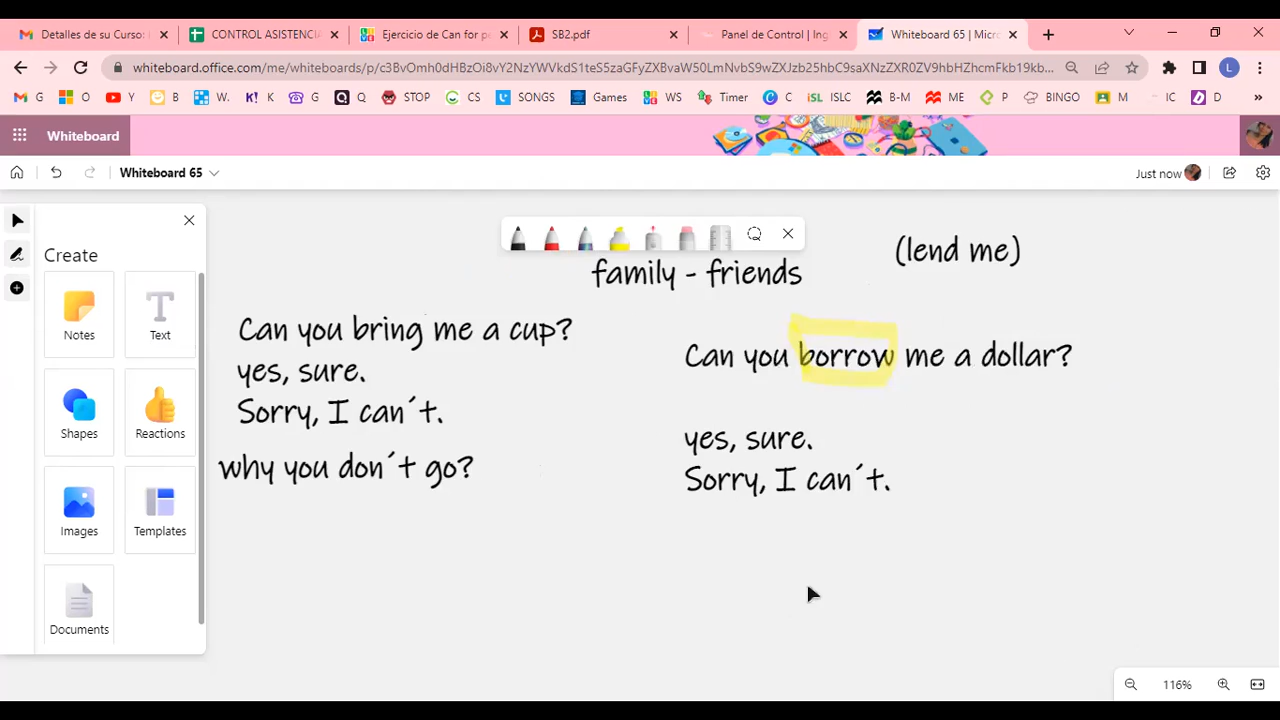 Detalles de su Curso: I
CONTROL ASISTENCIA
Ejercicio de Can for pe
SB2.pdf
Panel de Control | Ing
Whiteboard 65 | Micro
whiteboard.office.com/me/whiteboards/p/
L
G
O
Y
B
W.
K!
G
Q
STOP
CS
SONGS
Games
WS
Timer
C
ISLC
B-M
ME
P
BINGO
M
IC
D
»
Whiteboard
Whiteboard 65
Just now
Create
Notes
Text
Shapes
Reactions
Images
Templates
Documents
(lend me)
family - friends
Can you bring me a cup?
yes, sure.
Sorry, I can´t.
why you don´t go?
Can you borrow me a dollar?
yes, sure.
Sorry, I can´t.
116%